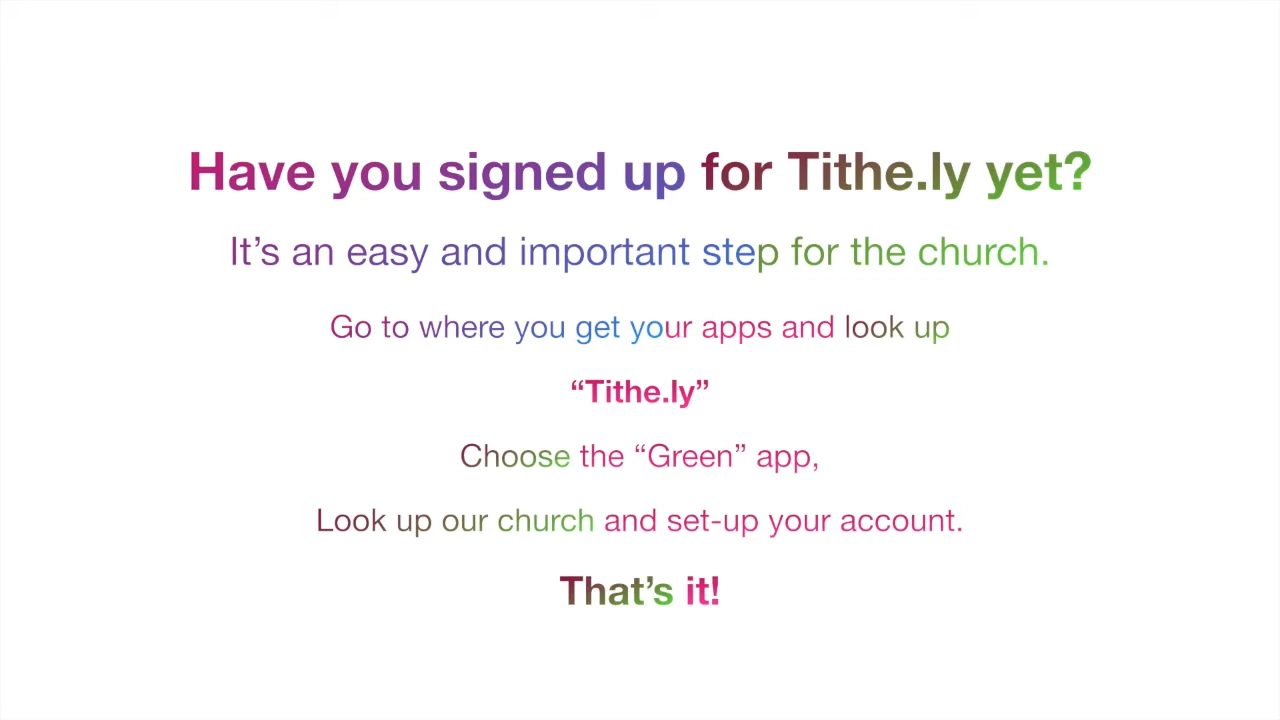 Have you signed up for Tithe.ly yet?
It’s an easy and important step for the church.
Go to where you get your apps and look up
“Tithe.ly”
Choose the “Green” app,
Look up our church and set-up your account.
That’s it!